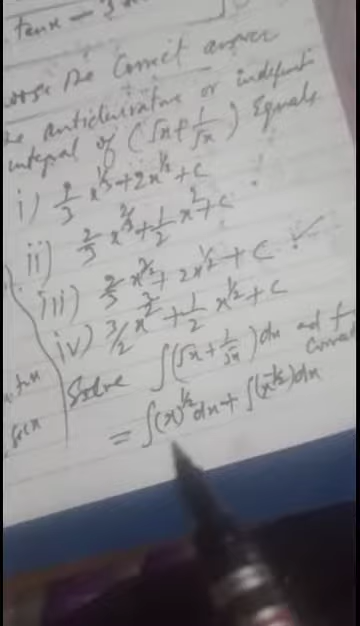 tanx -
Choose the Correct answer
The antiderivative or indefinite
integral of (√x + 1/√x) Equals
i) 2/3 x^1/3 + 2x^1/2 + c
ii) 2/3 x^2/3 + 1/2 x^2 + c
iii) 2/3 x^3/2 + 2x^1/2 + c ✓
iv) 3/2 x^3/2 + 1/2 x^1/2 + c
Solve ∫(√x + 1/√x) dx and
= ∫(x)^1/2 dx + ∫(x^-1/2) dx